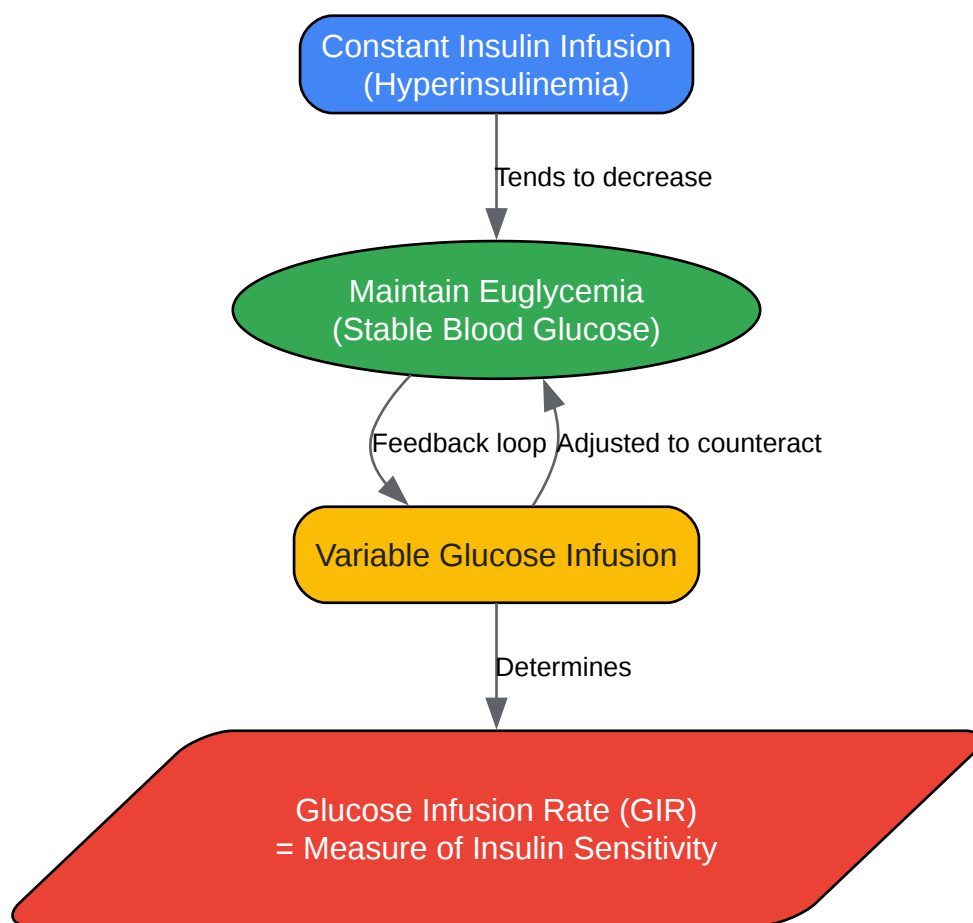 Constant Insulin Infusion
(Hyperinsulinemia)
Tends to decrease
Maintain Euglycemia
(Stable Blood Glucose)
Feedback loop
Adjusted to counteract
Variable Glucose Infusion
Determines
Glucose Infusion Rate (GIR)
= Measure of Insulin Sensitivity